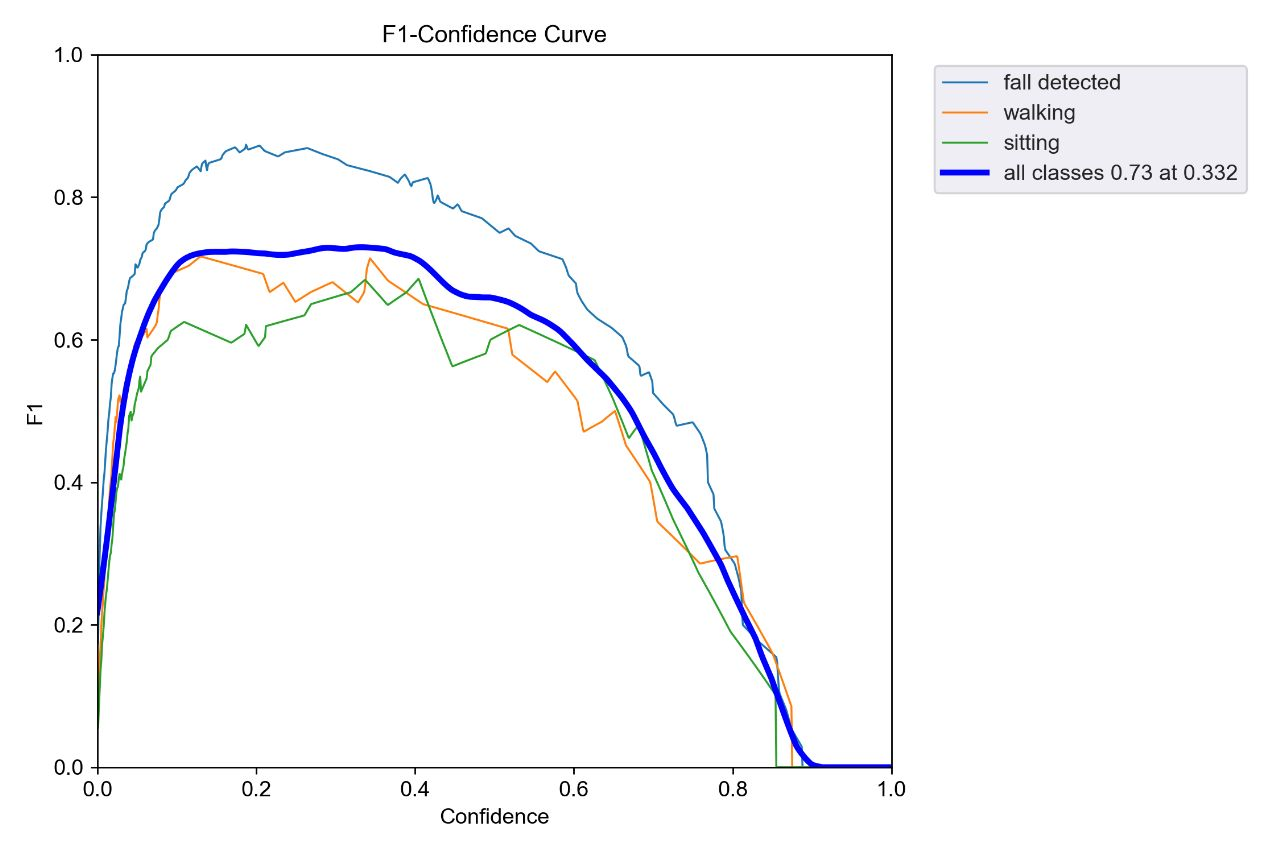 F1-Confidence Curve
1.0
0.8
0.6
0.4
0.2
0.0
F1
0.0 0.2 0.4 0.6 0.8 1.0
Confidence
fall detected
walking
sitting
all classes 0.73 at 0.332